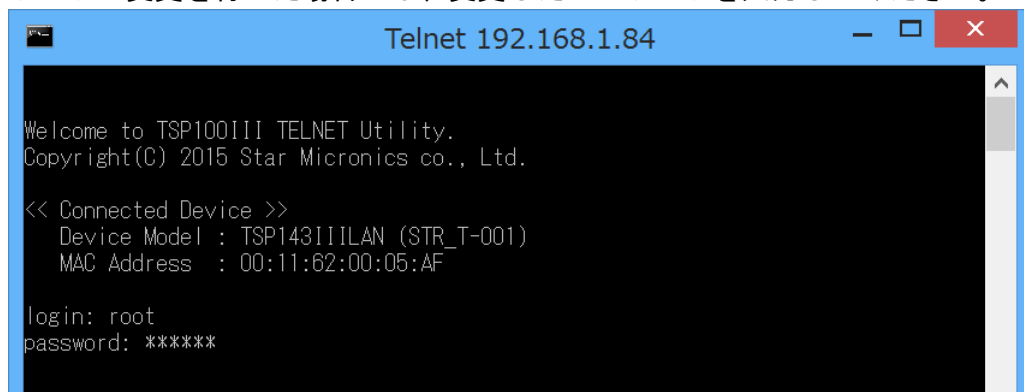 Telnet 192.168.1.84
Welcome to TSP100III TELNET Utility.
Copyright(C) 2015 Star Micronics co., Ltd.
<< Connected Device >>
Device Model : TSP143IIILAN (STR_T-001)
MAC Address : 00:11:62:00:05:AF
login: root
password: ******